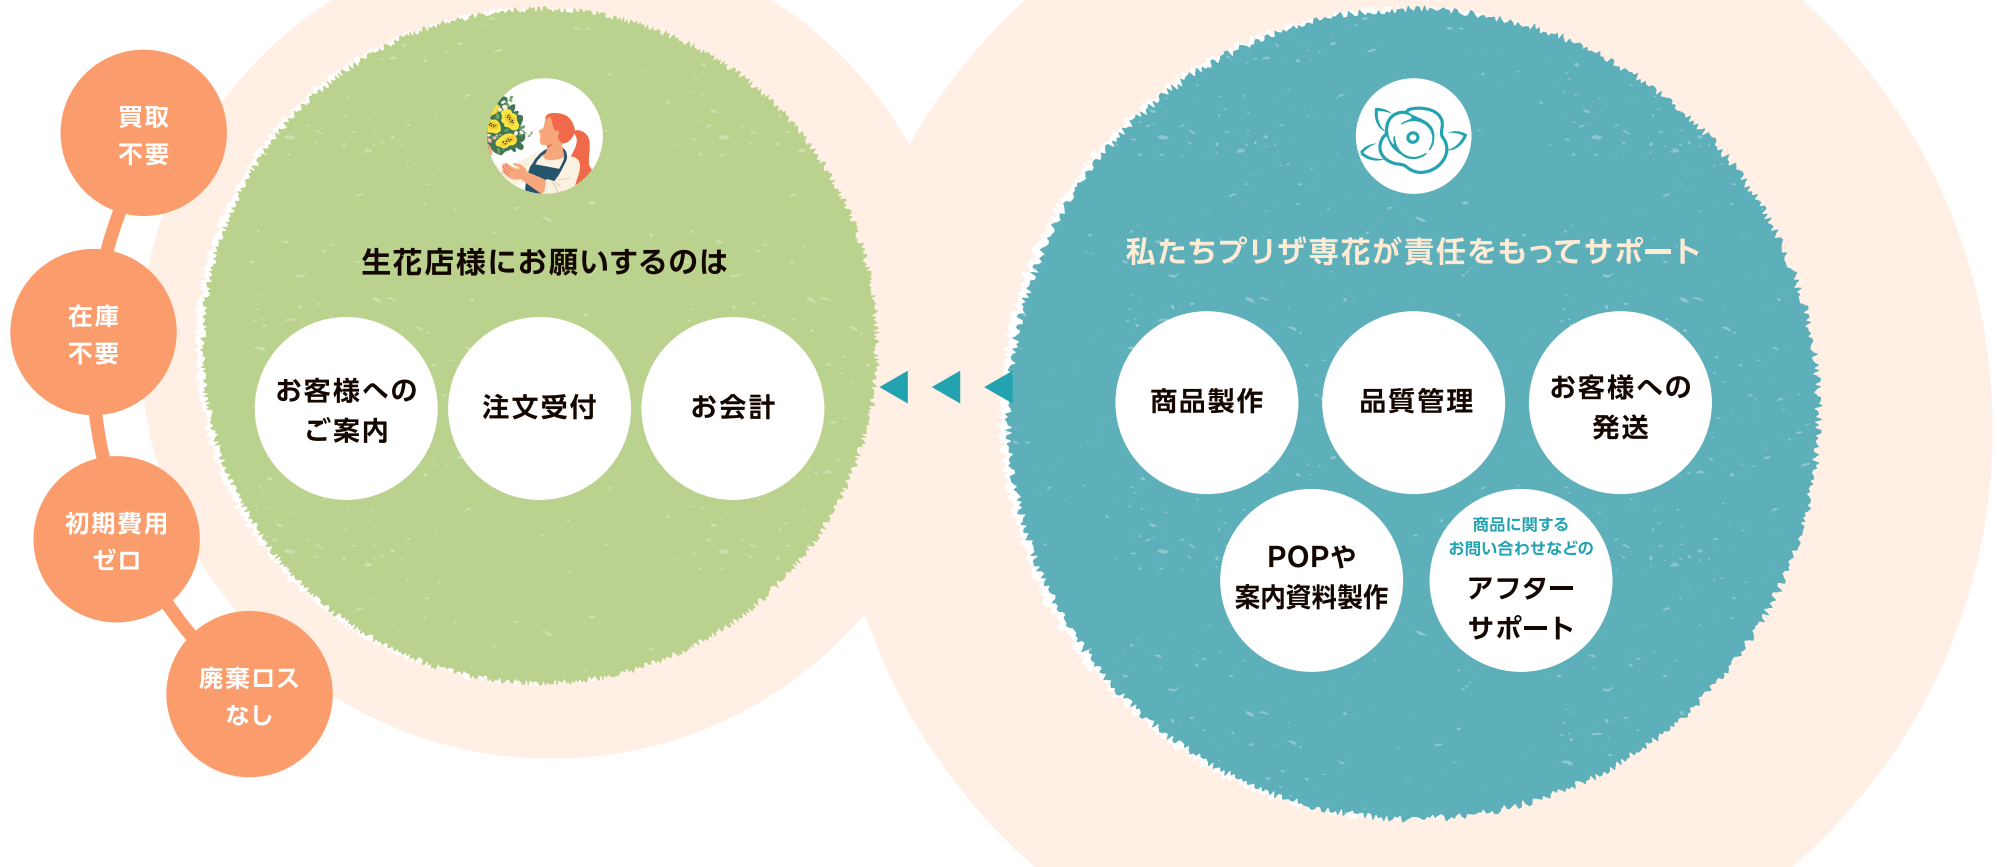 買取
不要
在庫
不要
初期費用
ゼロ
廃棄ロス
なし
生花店様にお願いするのは
お客様への
ご案内
注文受付
お会計
私たちプリザ専花が責任をもってサポート
商品製作
品質管理
お客様への
発送
POPや
案内資料製作
商品に関する
お問い合わせなどの
アフター
サポート